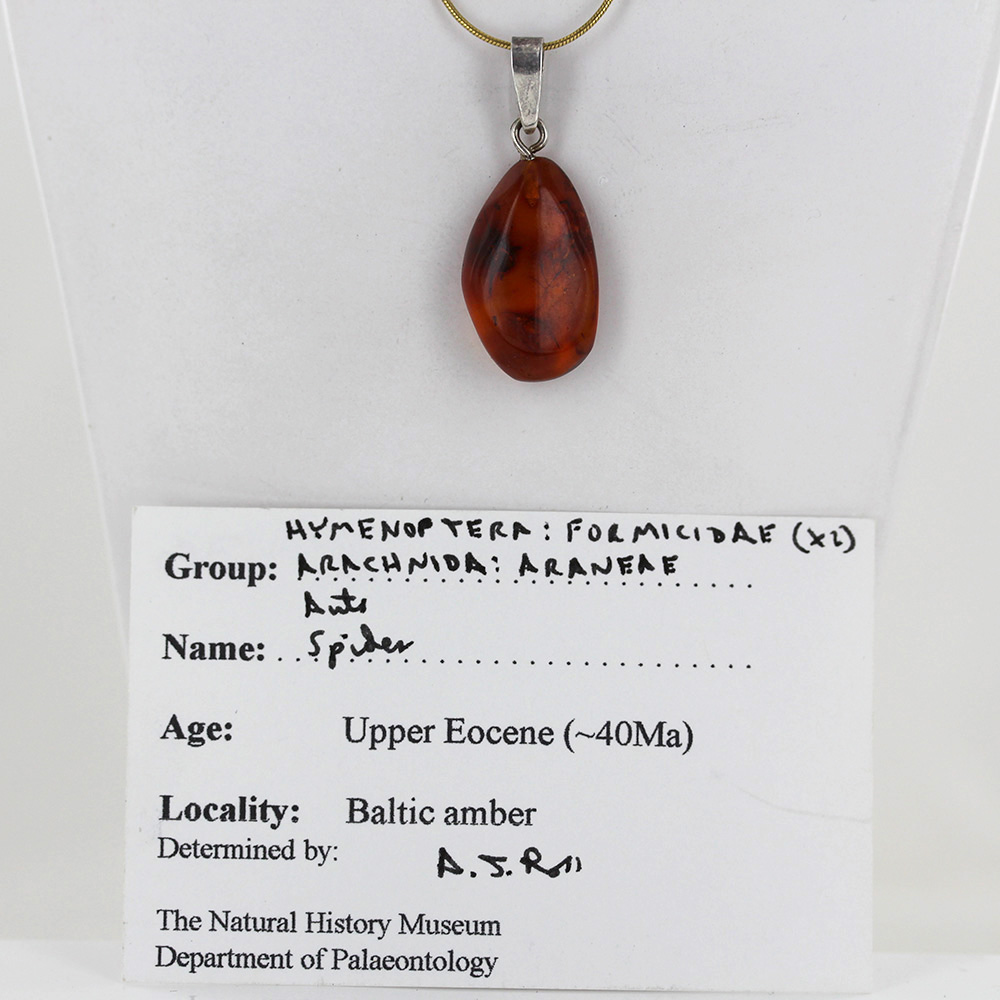 HYMENOPTERA: FORMICIDAE (x2)
Group: ARACHNIDA: ARANEAE
Ants
Name: Spider
Age: Upper Eocene (~40Ma)
Locality: Baltic amber
Determined by: A.J. Ross
The Natural History Museum
Department of Palaeontology